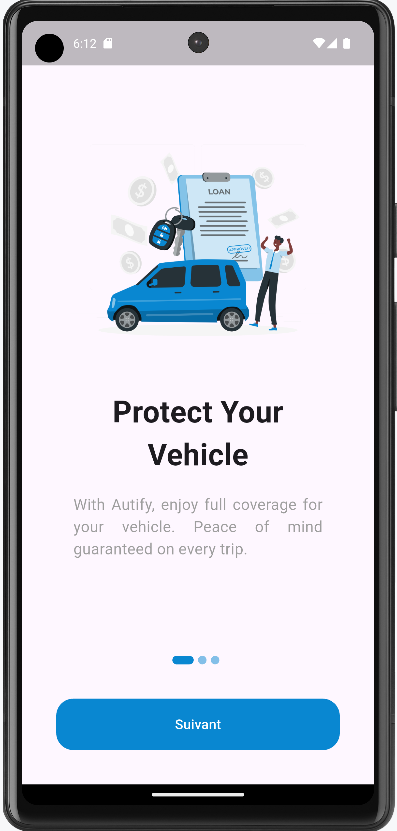 6:12
LOAN
Protect Your
Vehicle
With Autify, enjoy full coverage for
your vehicle. Peace of mind
guaranteed on every trip.
Suivant